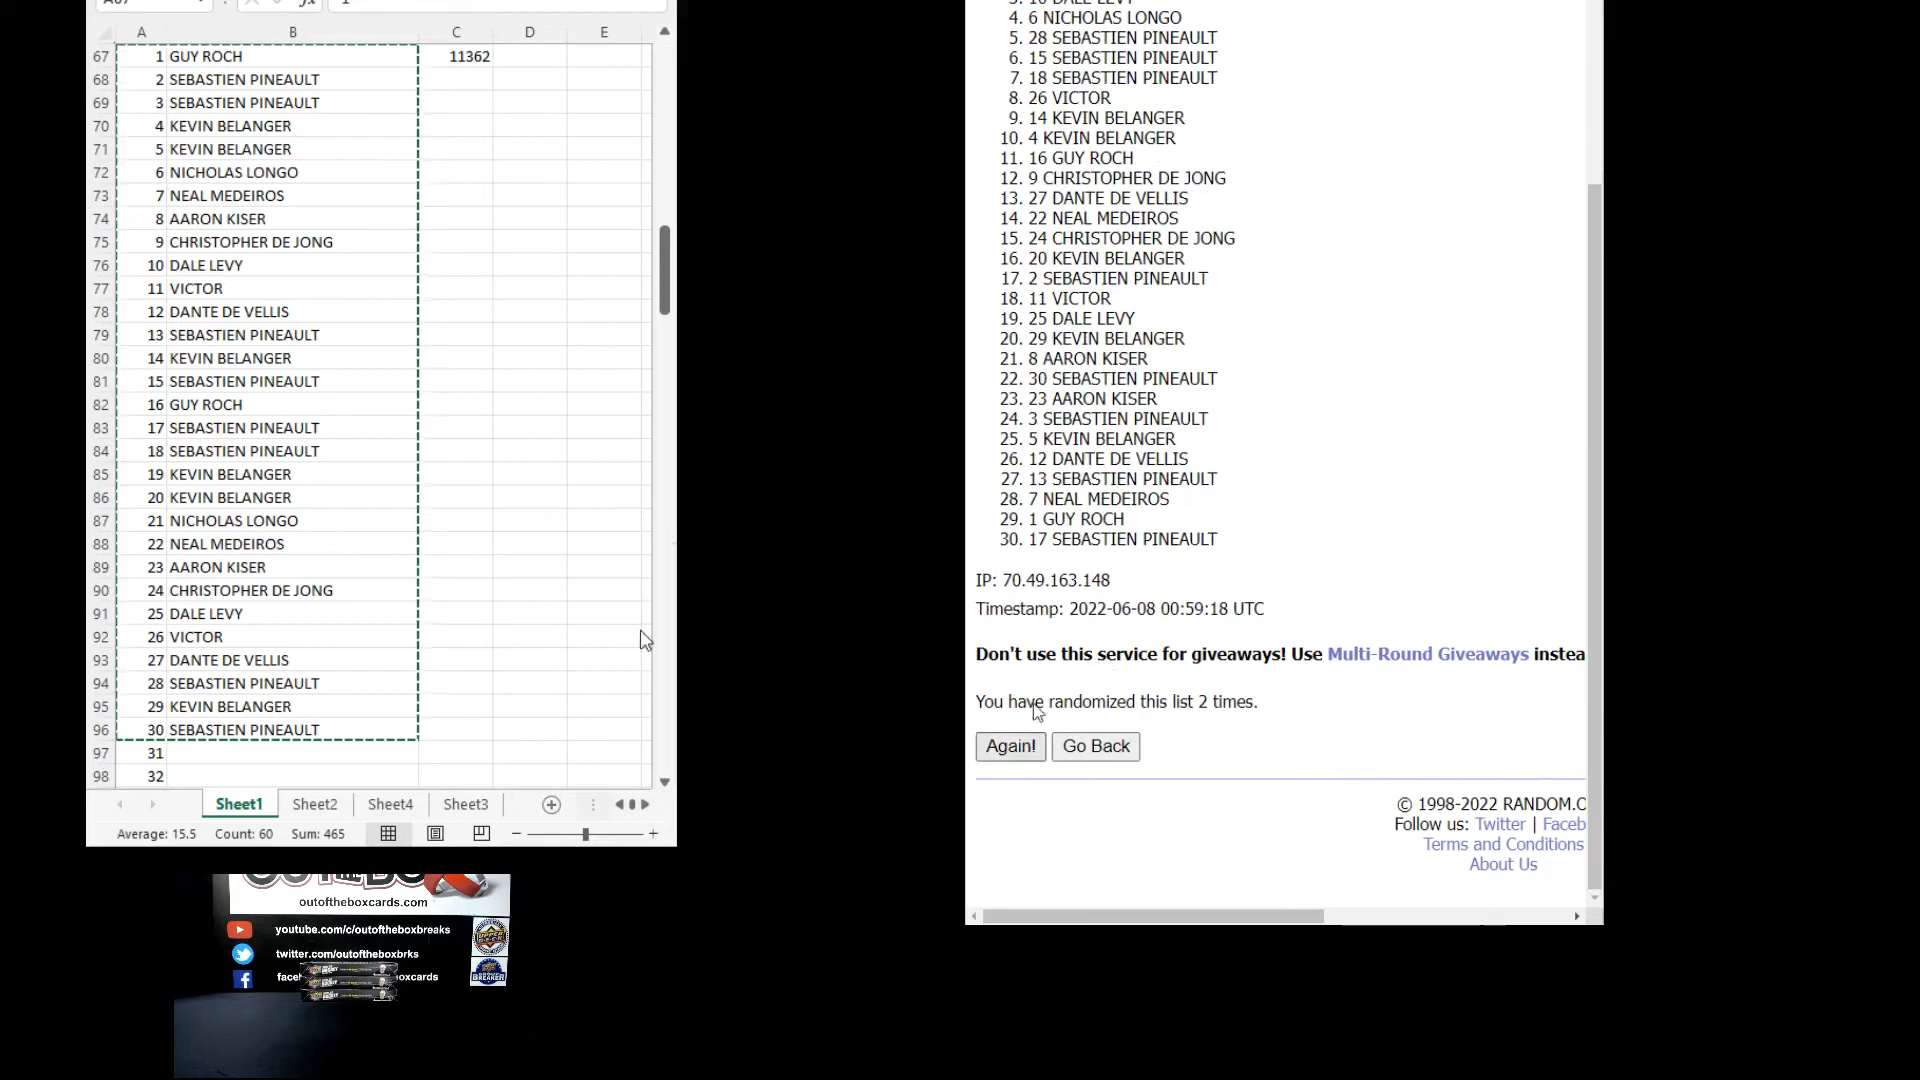 A B C D E
67 1 GUY ROCH 11362
68 2 SEBASTIEN PINEAULT
69 3 SEBASTIEN PINEAULT
70 4 KEVIN BELANGER
71 5 KEVIN BELANGER
72 6 NICHOLAS LONGO
73 7 NEAL MEDEIROS
74 8 AARON KISER
75 9 CHRISTOPHER DE JONG
76 10 DALE LEVY
77 11 VICTOR
78 12 DANTE DE VELLIS
79 13 SEBASTIEN PINEAULT
80 14 KEVIN BELANGER
81 15 SEBASTIEN PINEAULT
82 16 GUY ROCH
83 17 SEBASTIEN PINEAULT
84 18 SEBASTIEN PINEAULT
85 19 KEVIN BELANGER
86 20 KEVIN BELANGER
87 21 NICHOLAS LONGO
88 22 NEAL MEDEIROS
89 23 AARON KISER
90 24 CHRISTOPHER DE JONG
91 25 DALE LEVY
92 26 VICTOR
93 27 DANTE DE VELLIS
94 28 SEBASTIEN PINEAULT
95 29 KEVIN BELANGER
96 30 SEBASTIEN PINEAULT
97 31
98 32
Sheet1 Sheet2 Sheet4 Sheet3
Average: 15.5 Count: 60 Sum: 465
outoftheboxcards.com
youtube.com/c/outoftheboxbreaks
twitter.com/outoftheboxbrks
4. 6 NICHOLAS LONGO
5. 28 SEBASTIEN PINEAULT
6. 15 SEBASTIEN PINEAULT
7. 18 SEBASTIEN PINEAULT
8. 26 VICTOR
9. 14 KEVIN BELANGER
10. 4 KEVIN BELANGER
11. 16 GUY ROCH
12. 9 CHRISTOPHER DE JONG
13. 27 DANTE DE VELLIS
14. 22 NEAL MEDEIROS
15. 24 CHRISTOPHER DE JONG
16. 20 KEVIN BELANGER
17. 2 SEBASTIEN PINEAULT
18. 11 VICTOR
19. 25 DALE LEVY
20. 29 KEVIN BELANGER
21. 8 AARON KISER
22. 30 SEBASTIEN PINEAULT
23. 23 AARON KISER
24. 3 SEBASTIEN PINEAULT
25. 5 KEVIN BELANGER
26. 12 DANTE DE VELLIS
27. 13 SEBASTIEN PINEAULT
28. 7 NEAL MEDEIROS
29. 1 GUY ROCH
30. 17 SEBASTIEN PINEAULT
IP: 70.49.163.148
Timestamp: 2022-06-08 00:59:18 UTC
Don't use this service for giveaways! Use Multi-Round Giveaways instea
You have randomized this list 2 times.
Again! Go Back
© 1998-2022 RANDOM.O
Follow us: Twitter | Faceb
Terms and Conditions
About Us